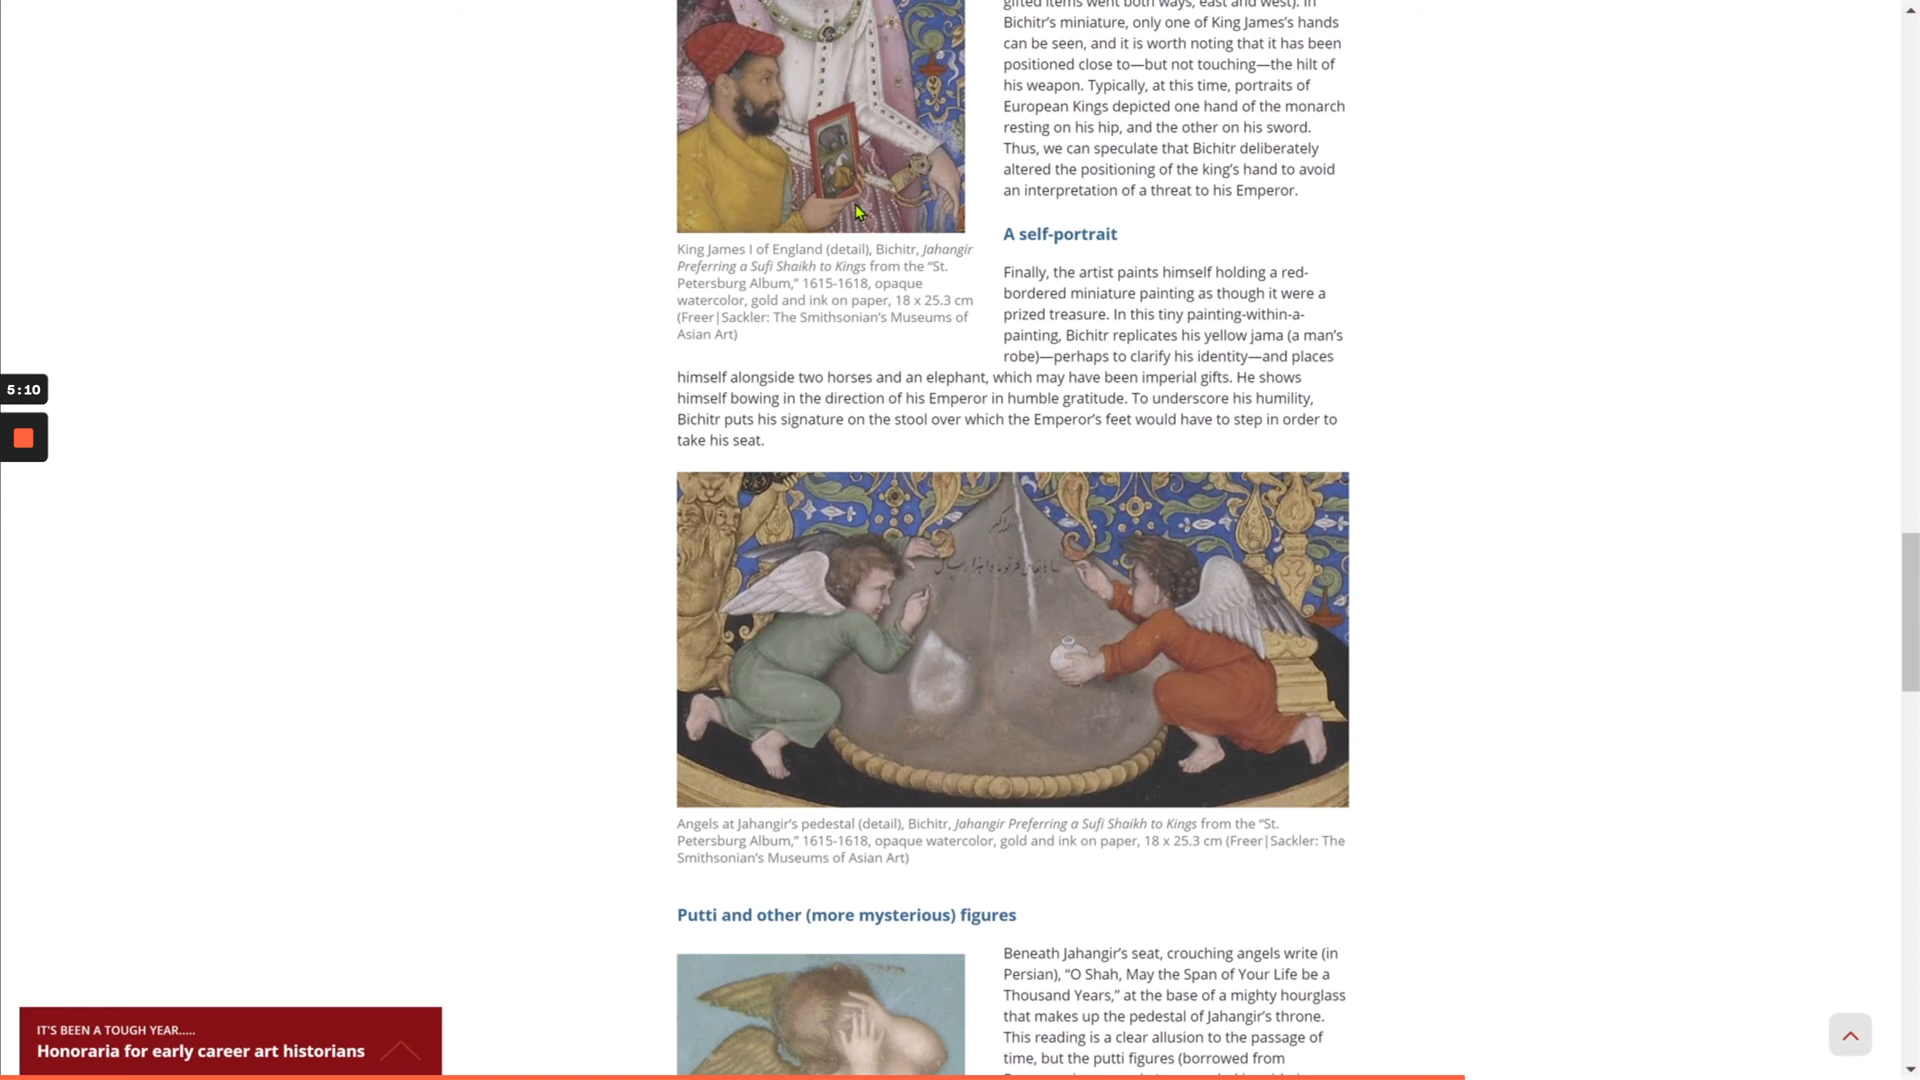 gifted items went both ways, east and west). In
Bichitr’s miniature, only one of King James’s hands
can be seen, and it is worth noting that it has been
positioned close to—but not touching—the hilt of
his weapon. Typically, at this time, portraits of
European Kings depicted one hand of the monarch
resting on his hip, and the other on his sword.
Thus, we can speculate that Bichitr deliberately
altered the positioning of the king’s hand to avoid
an interpretation of a threat to his Emperor.
King James I of England (detail), Bichitr, Jahangir
Preferring a Sufi Shaikh to Kings from the “St.
Petersburg Album,” 1615-1618, opaque
watercolor, gold and ink on paper, 18 x 25.3 cm
(Freer|Sackler: The Smithsonian’s Museums of
Asian Art)
A self-portrait
Finally, the artist paints himself holding a red-
bordered miniature painting as though it were a
prized treasure. In this tiny painting-within-a-
painting, Bichitr replicates his yellow jama (a man’s
robe)—perhaps to clarify his identity—and places
himself alongside two horses and an elephant, which may have been imperial gifts. He shows
himself bowing in the direction of his Emperor in humble gratitude. To underscore his humility,
Bichitr puts his signature on the stool over which the Emperor’s feet would have to step in order to
take his seat.
5:10
Angels at Jahangir’s pedestal (detail), Bichitr, Jahangir Preferring a Sufi Shaikh to Kings from the “St.
Petersburg Album,” 1615-1618, opaque watercolor, gold and ink on paper, 18 x 25.3 cm (Freer|Sackler: The
Smithsonian’s Museums of Asian Art)
Putti and other (more mysterious) figures
Beneath Jahangir’s seat, crouching angels write (in
Persian), “O Shah, May the Span of Your Life be a
Thousand Years,” at the base of a mighty hourglass
that makes up the pedestal of Jahangir’s throne.
This reading is a clear allusion to the passage of
time, but the putti figures (borrowed from
IT'S BEEN A TOUGH YEAR.....
Honoraria for early career art historians